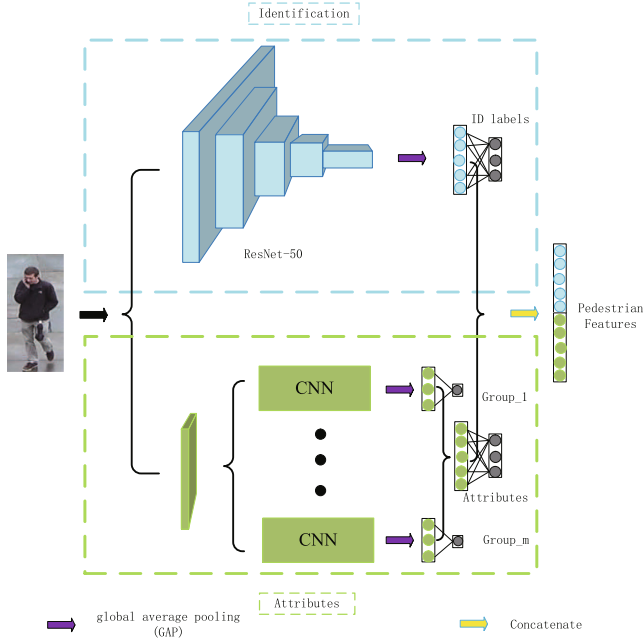 Identification
ID labels
ResNet-50
Pedestrian
Features
CNN
Group_1
Attributes
CNN
Group_m
Attributes
global average pooling
(GAP)
Concatenate